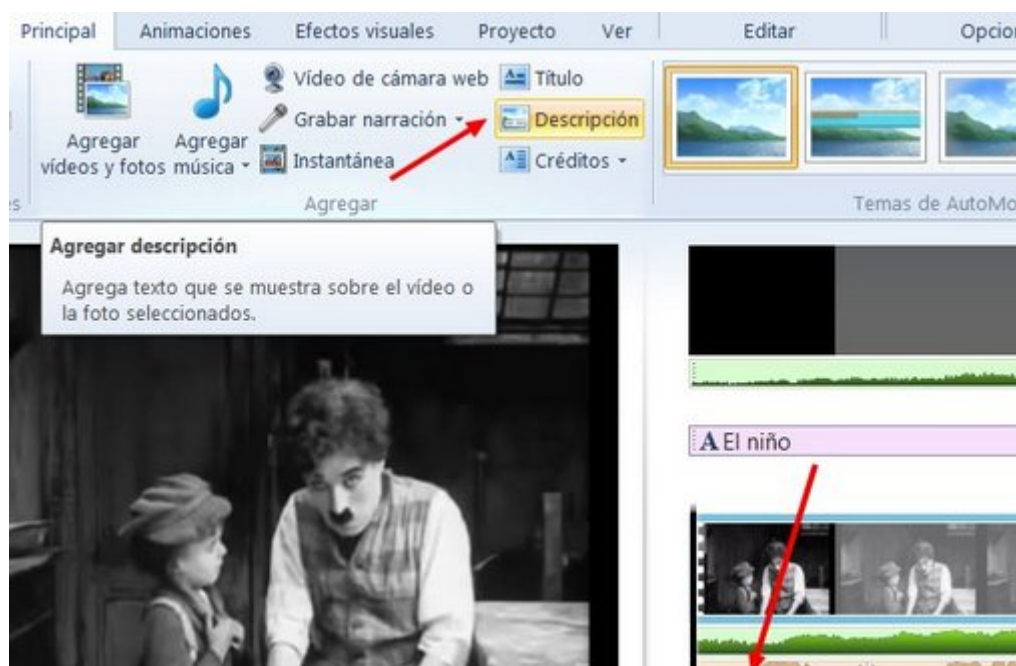 Principal Animaciones Efectos visuales Proyecto Ver Editar Opcion
Agregar vídeos y fotos
Agregar música
Vídeo de cámara web
Grabar narración
Instantánea
Título
Descripción
Créditos
Agregar
Temas de AutoMo
Agregar descripción
Agrega texto que se muestra sobre el vídeo o
la foto seleccionados.
A El niño